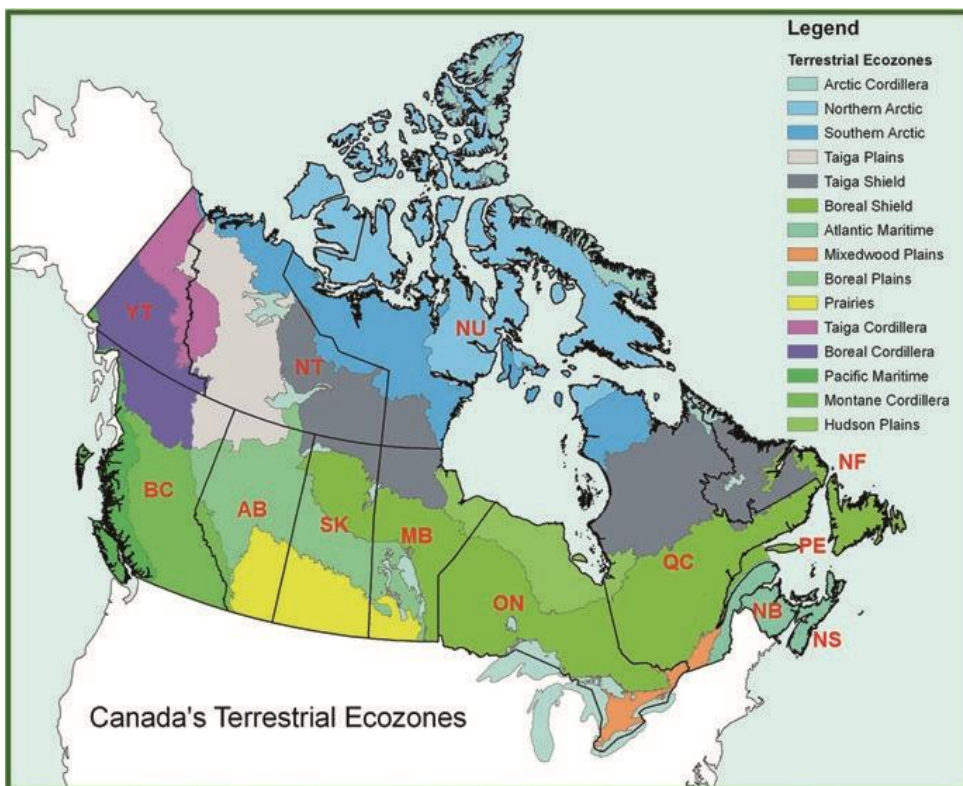 Legend
Terrestrial Ecozones
Arctic Cordillera
Northern Arctic
Southern Arctic
Taiga Plains
Taiga Shield
Boreal Shield
Atlantic Maritime
Mixedwood Plains
Boreal Plains
Prairies
Taiga Cordillera
Boreal Cordillera
Pacific Maritime
Montane Cordillera
Hudson Plains
YT
NT
NU
BC
AB
SK
MB
ON
QC
NF
PE
NB
NS
Canada's Terrestrial Ecozones